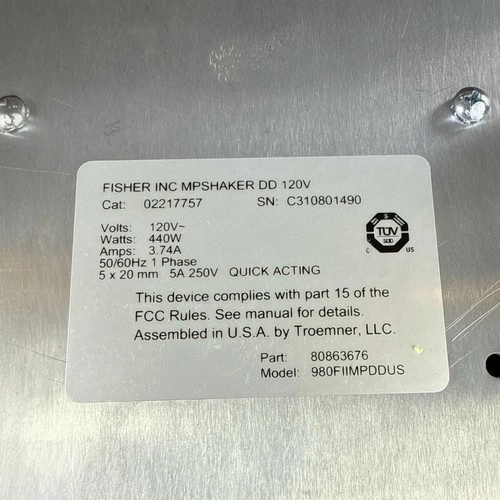 FISHER INC MPSHAKER DD 120V
Cat: 02217757 SN: C310801490
Volts: 120V~
Watts: 440W
Amps: 3.74A
50/60Hz 1 Phase
5 x 20 mm 5A 250V QUICK ACTING
S
TÜV
SÜD
C US
This device complies with part 15 of the
FCC Rules. See manual for details.
Assembled in U.S.A. by Troemner, LLC.
Part: 80863676
Model: 980FIIMPDDUS